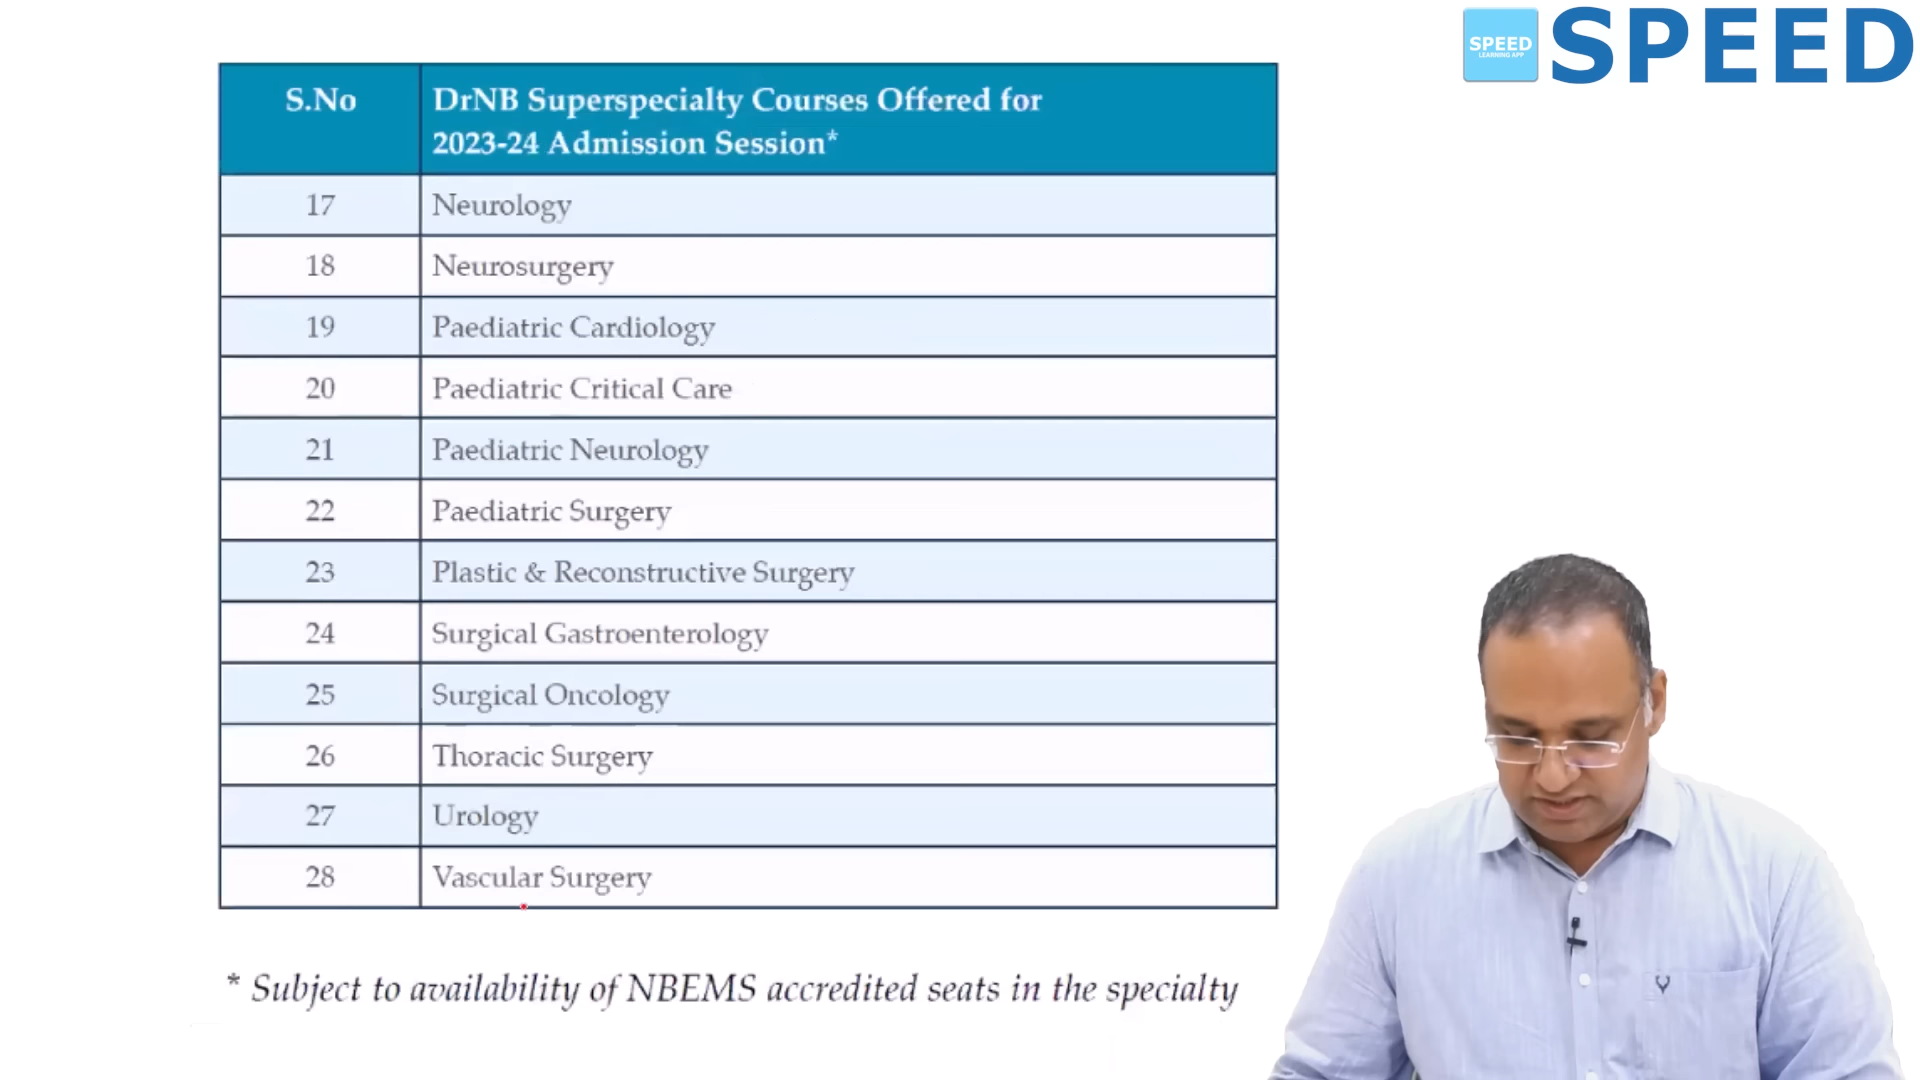 SPEED
LEARNING APP
SPEED
S.No DrNB Superspecialty Courses Offered for
2023-24 Admission Session*
17 Neurology
18 Neurosurgery
19 Paediatric Cardiology
20 Paediatric Critical Care
21 Paediatric Neurology
22 Paediatric Surgery
23 Plastic & Reconstructive Surgery
24 Surgical Gastroenterology
25 Surgical Oncology
26 Thoracic Surgery
27 Urology
28 Vascular Surgery
* Subject to availability of NBEMS accredited seats in the specialty